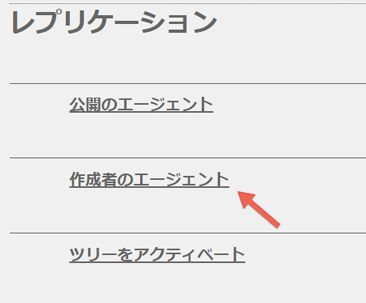 レプリケーション
公開のエージェント
作成者のエージェント
ツリーをアクティベート